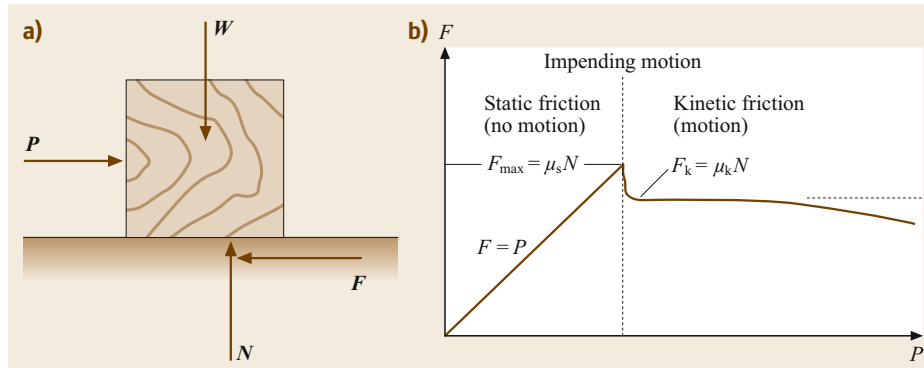 a)
W
P
F
N
b)
F
Impending motion
Static friction
(no motion)
Kinetic friction
(motion)
Fmax = μsN
Fk = μkN
F = P
P